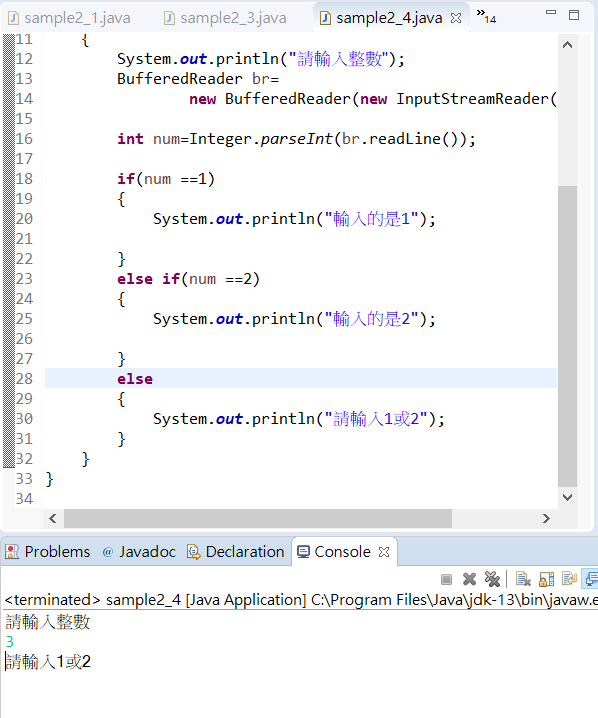 sample2_1.java sample2_3.java sample2_4.java »14
11 {
12 System.out.println("請輸入整數");
13 BufferedReader br=
14 new BufferedReader(new InputStreamReader(
15
16 int num=Integer.parseInt(br.readLine());
17
18 if(num ==1)
19 {
20 System.out.println("輸入的是1");
21
22 }
23 else if(num ==2)
24 {
25 System.out.println("輸入的是2");
26
27 }
28 else
29 {
30 System.out.println("請輸入1或2");
31 }
32 }
33 }
34
Problems @ Javadoc Declaration Console
<terminated> sample2_4 [Java Application] C:\Program Files\Java\jdk-13\bin\javaw.e
請輸入整數
3
請輸入1或2